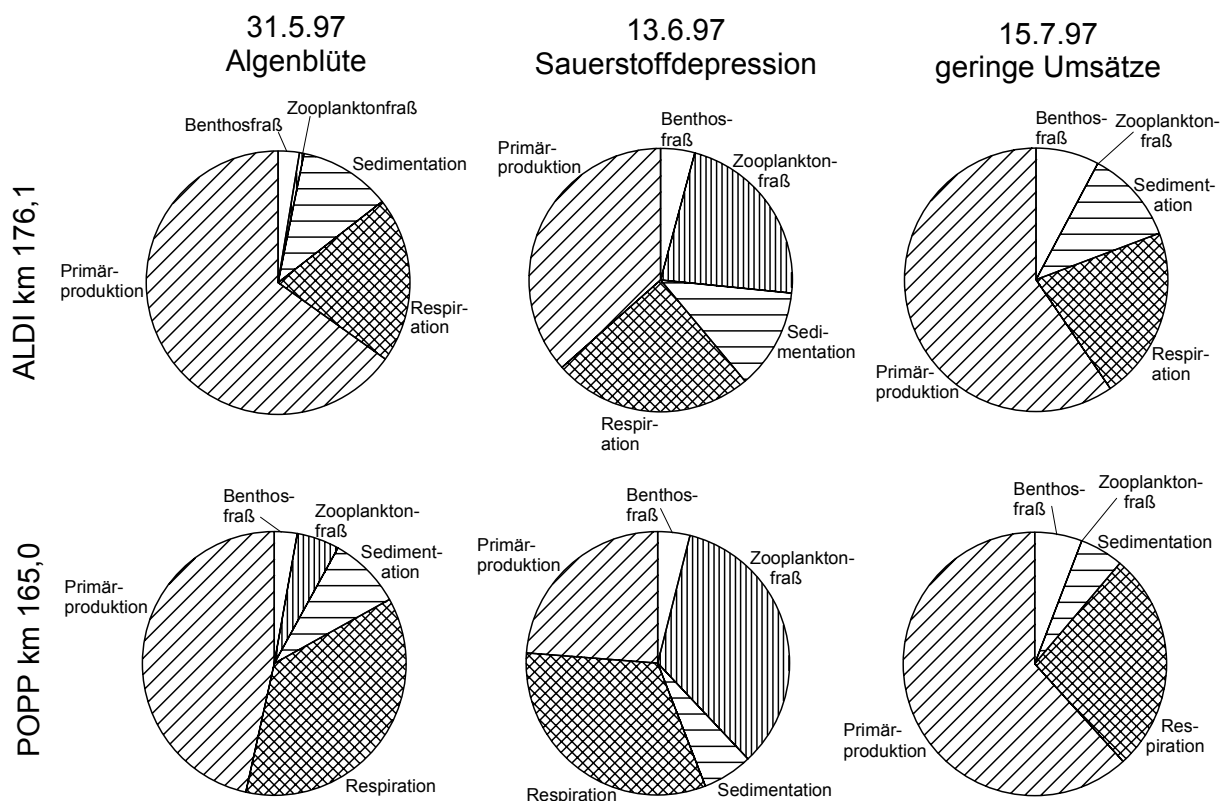 31.5.97
Algenblüte
13.6.97
Sauerstoffdepression
15.7.97
geringe Umsätze
ALDI km 176,1
Benthosfraß
Zooplanktonfraß
Sedimentation
Respir-
ation
Primär-
produktion
Benthos-
fraß
Zooplankton-
fraß
Sedi-
mentation
Respir-
ation
Primär-
produktion
Benthos-
fraß
Zooplankton-
fraß
Sediment-
ation
Respir-
ation
Primär-
produktion
POPP km 165,0
Benthos-
fraß
Zooplankton-
fraß
Sediment-
ation
Respiration
Primär-
produktion
Benthos-
fraß
Zooplankton-
fraß
Sedimentation
Respiration
Primär-
produktion
Benthos-
fraß
Zooplankton-
fraß
Sedimentation
Res-
piration
Primär-
produktion